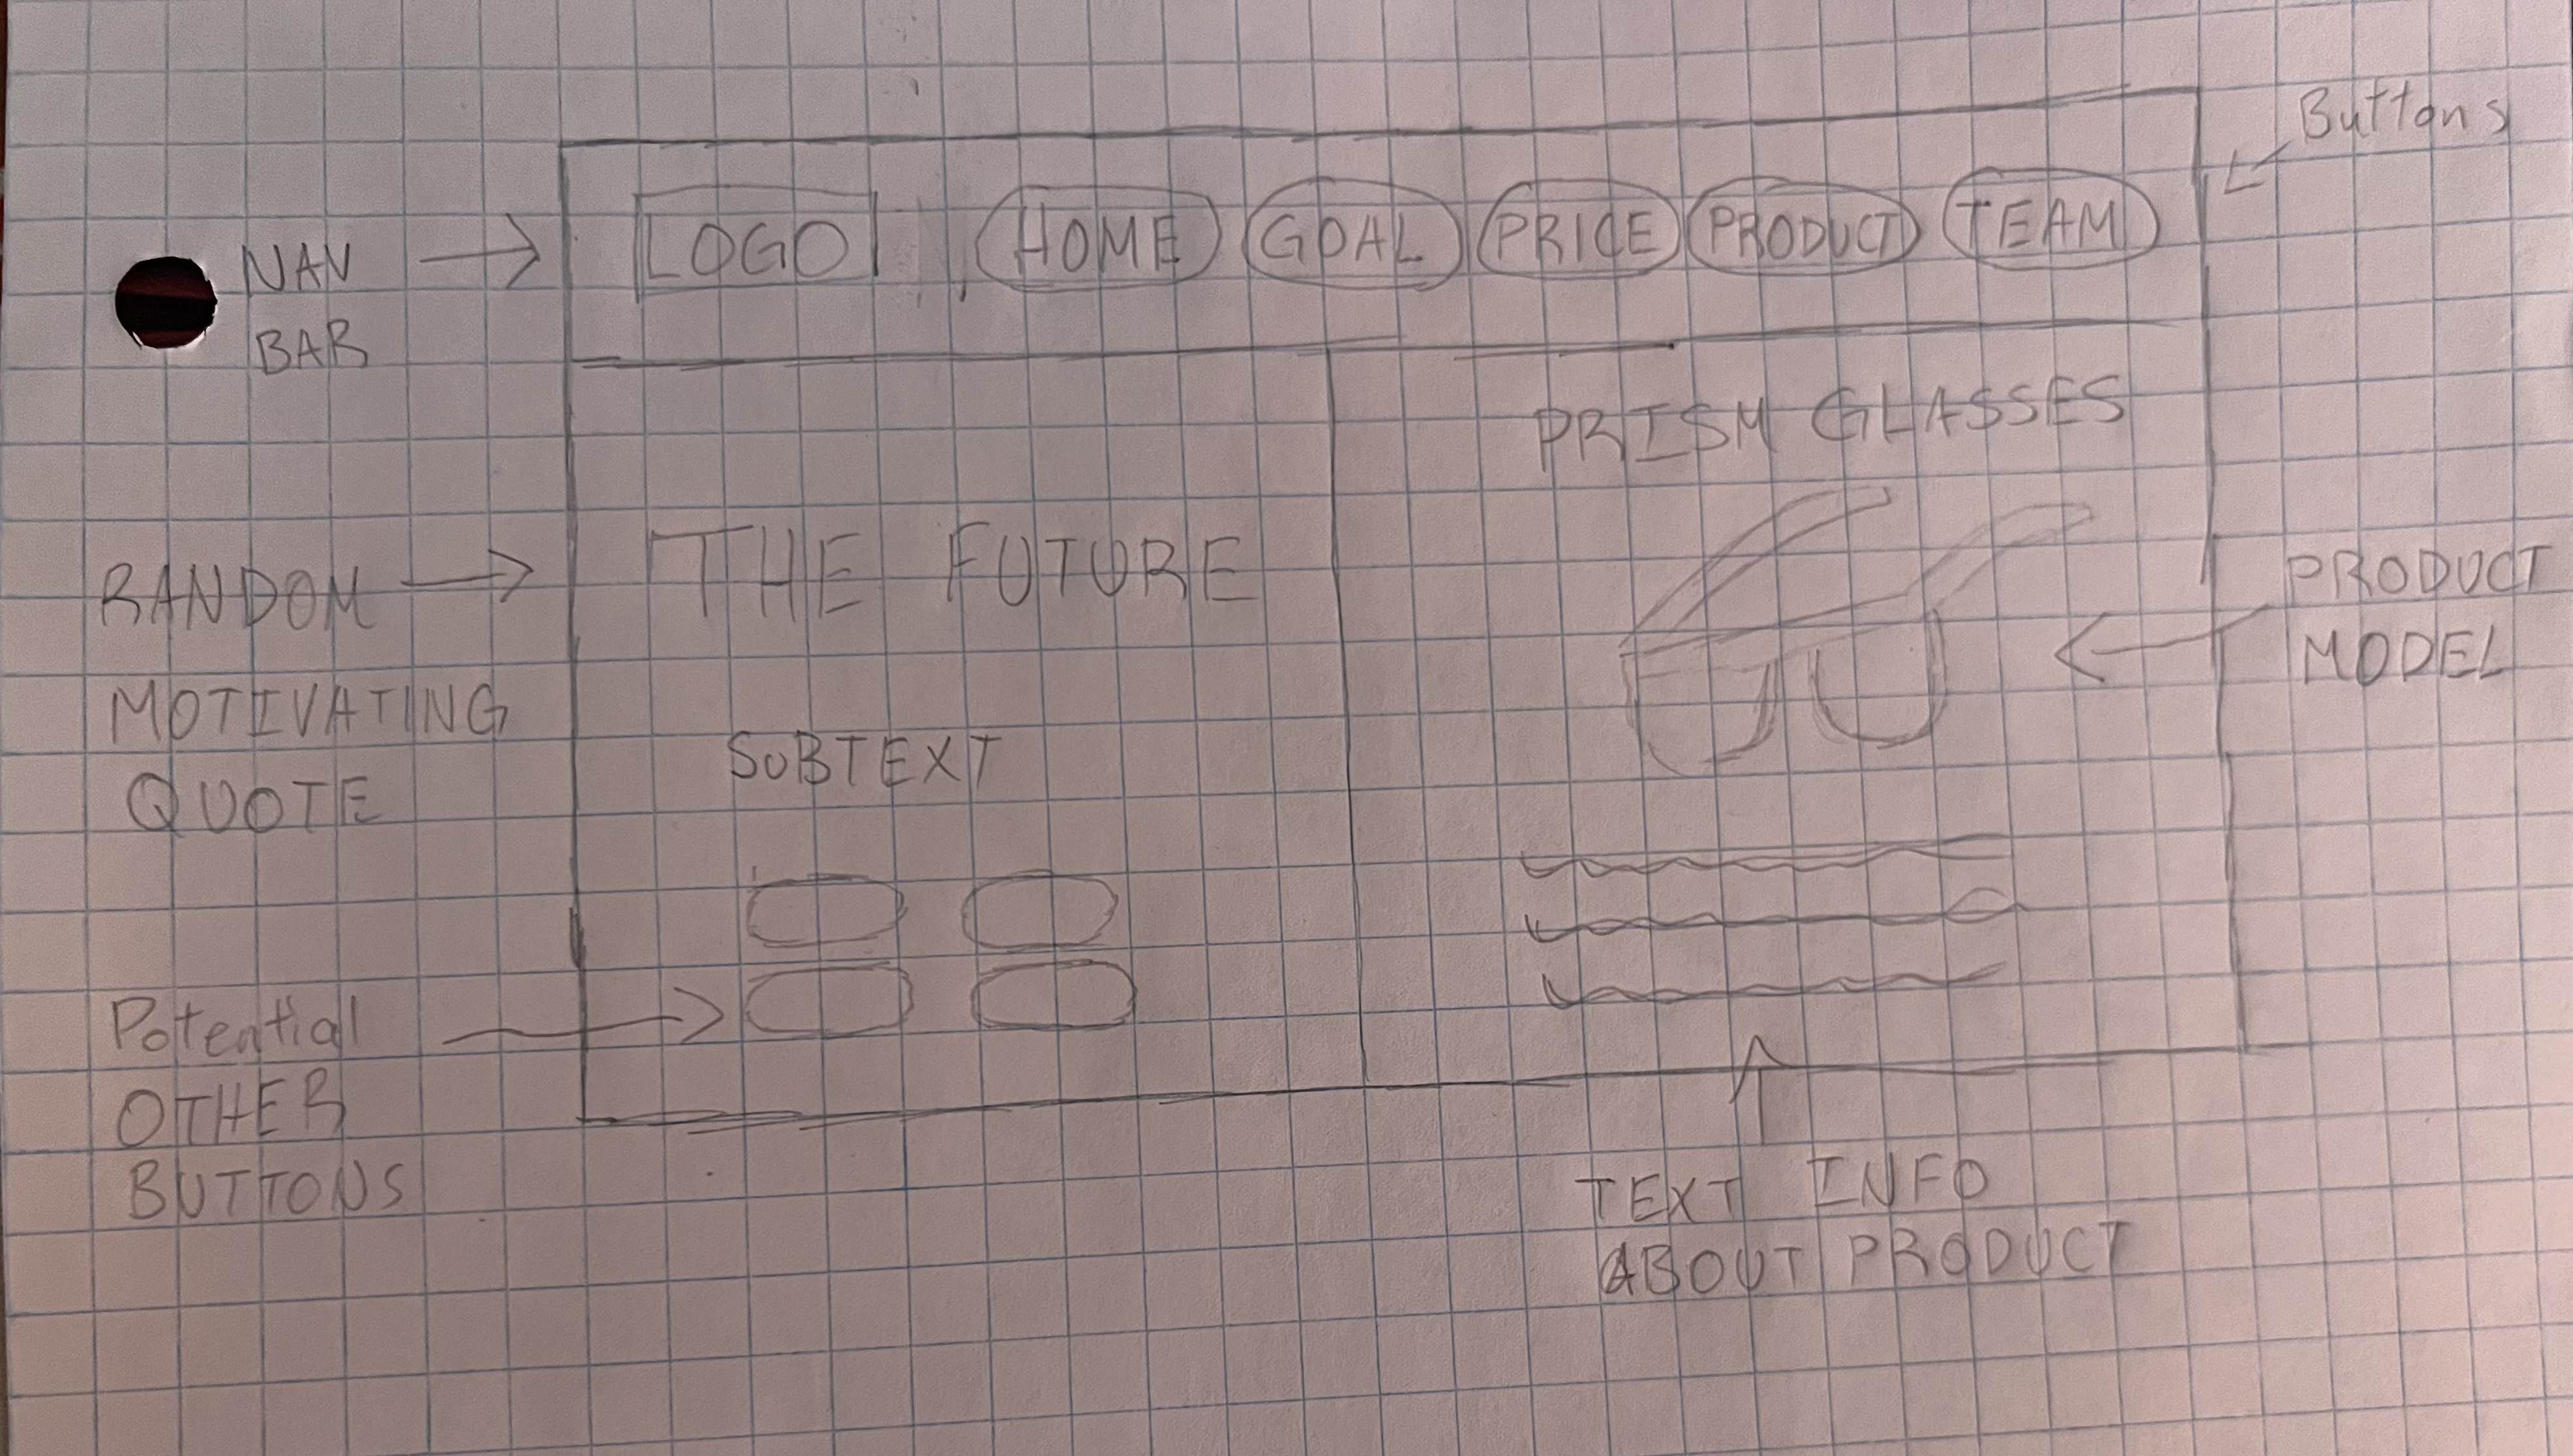 Buttons
NAV
BAR
LOGO HOME GOAL PRICE PRODUCT TEAM
PRISM GLASSES
THE FUTURE
RANDOM
MOTIVATING
QUOTE
SUBTEXT
PRODUCT
MODEL
Potential
OTHER
BUTTONS
TEXT INFO
ABOUT PRODUCT